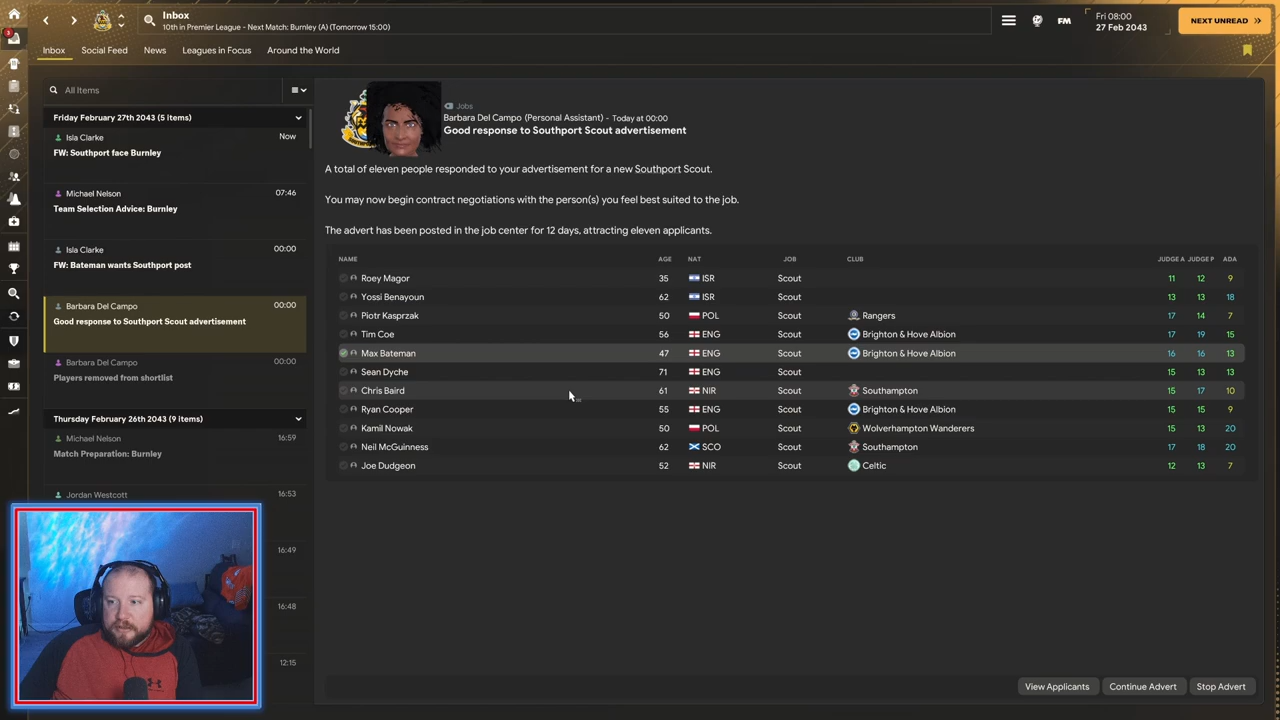 Inbox
10th in Premier League - Next Match: Burnley (A) (Tomorrow 15:00)
FM
Fri 08:00
27 Feb 2043
NEXT UNREAD
3
Inbox
Social Feed
News
Leagues in Focus
Around the World
All Items
Friday February 27th 2043 (5 items)
Isla Clarke
Now
FW: Southport face Burnley
Michael Nelson
07:46
Team Selection Advice: Burnley
Isla Clarke
00:00
FW: Bateman wants Southport post
Barbara Del Campo
00:00
Good response to Southport Scout advertisement
Barbara Del Campo
00:00
Players removed from shortlist
Thursday February 26th 2043 (9 items)
Michael Nelson
16:59
Match Preparation: Burnley
Jordan Westcott
16:53
16:49
16:48
12:15
Jobs
Barbara Del Campo (Personal Assistant) - Today at 00:00
Good response to Southport Scout advertisement
A total of eleven people responded to your advertisement for a new Southport Scout.
You may now begin contract negotiations with the person(s) you feel best suited to the job.
The advert has been posted in the job center for 12 days, attracting eleven applicants.
NAME AGE NAT JOB CLUB JUDGE A JUDGE P ADA
Roey Magor 35 ISR Scout 11 12 9
Yossi Benayoun 62 ISR Scout 13 13 18
Piotr Kasprzak 50 POL Scout Rangers 17 14 7
Tim Coe 56 ENG Scout Brighton & Hove Albion 17 19 15
Max Bateman 47 ENG Scout Brighton & Hove Albion 16 16 13
Sean Dyche 71 ENG Scout 15 13 13
Chris Baird 61 NIR Scout Southampton 15 17 10
Ryan Cooper 55 ENG Scout Brighton & Hove Albion 15 15 9
Kamil Nowak 50 POL Scout Wolverhampton Wanderers 15 13 20
Neil McGuinness 62 SCO Scout Southampton 17 18 20
Joe Dudgeon 52 NIR Scout Celtic 12 13 7
View Applicants
Continue Advert
Stop Advert